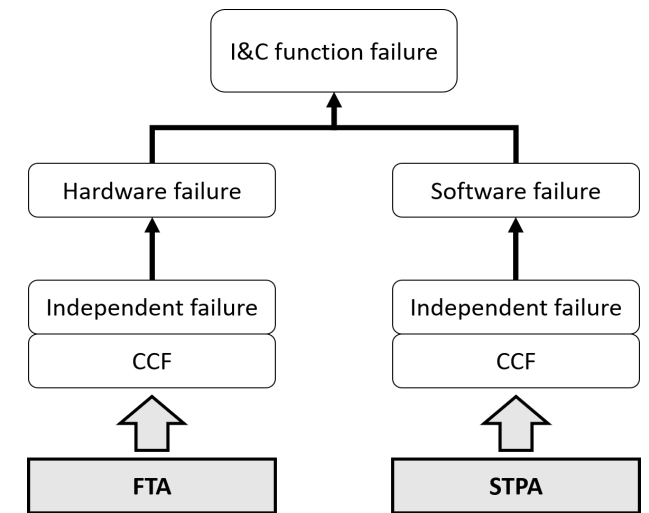 I&C function failure
Hardware failure
Software failure
Independent failure
Independent failure
CCF
CCF
FTA
STPA